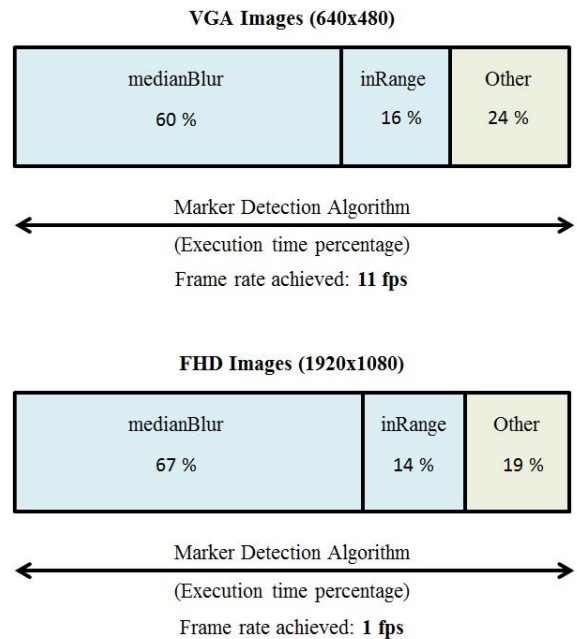 VGA Images (640x480)
medianBlur inRange Other
60 % 16 % 24 %
Marker Detection Algorithm
(Execution time percentage)
Frame rate achieved: 11 fps
FHD Images (1920x1080)
medianBlur inRange Other
67 % 14 % 19 %
Marker Detection Algorithm
(Execution time percentage)
Frame rate achieved: 1 fps